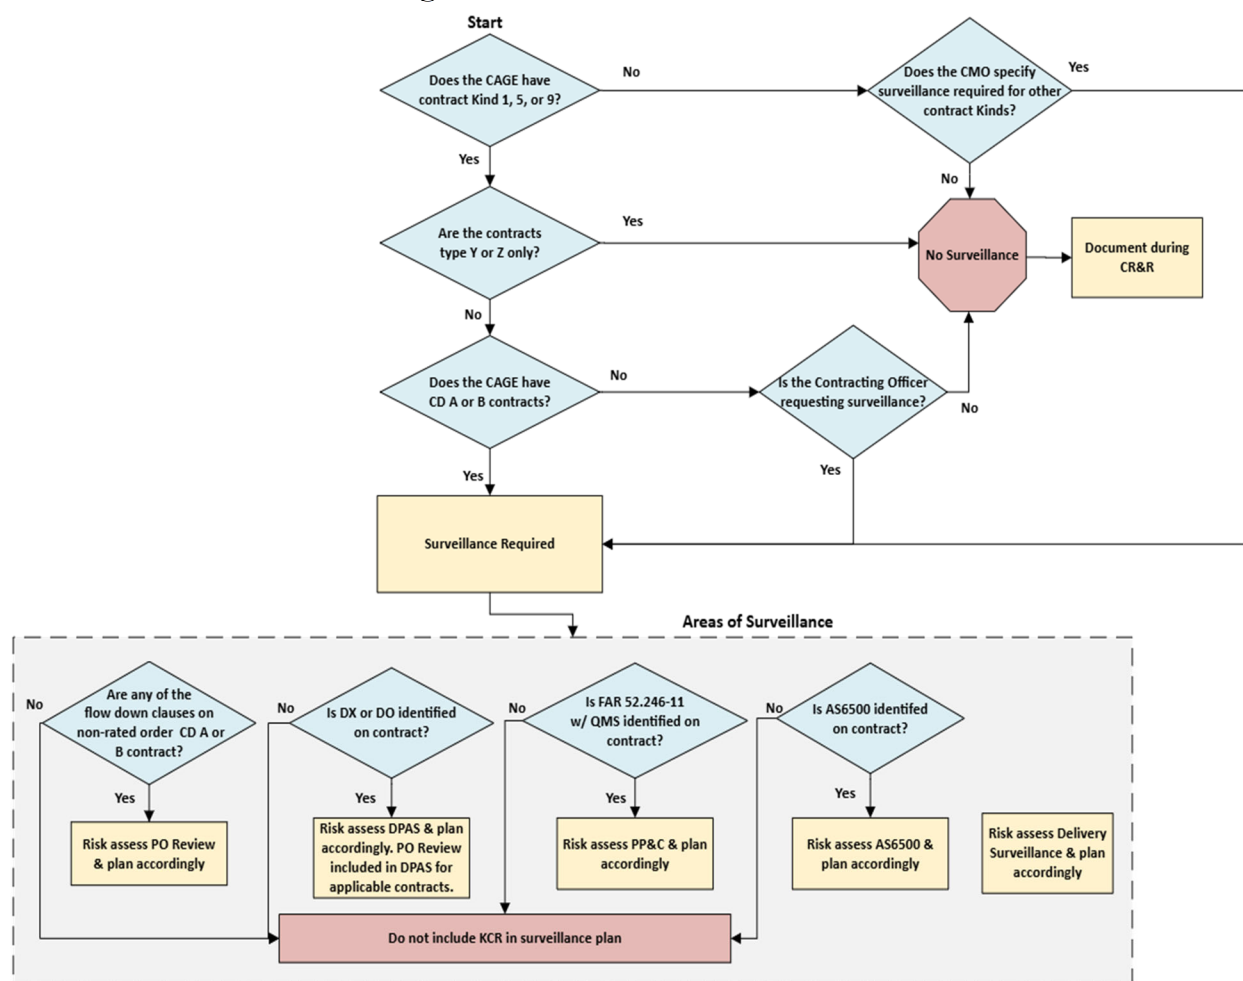 Start
Does the CAGE have
contract Kind 1, 5, or 9?
No
Does the CMO specify
surveillance required for other
contract Kinds?
Yes
Yes
No
Are the contracts
type Y or Z only?
Yes
No Surveillance
Document during
CR&R
No
Does the CAGE have
CD A or B contracts?
No
Is the Contracting Officer
requesting surveillance?
No
Yes
Yes
Surveillance Required
Areas of Surveillance
No
Are any of the
flow down clauses on
non-rated order CD A or
B contract?
No
Is DX or DO identified
on contract?
No
Is FAR 52.246-11
w/ QMS identified on
contract?
No
Is AS6500 identifed
on contract?
Yes
Yes
Yes
Yes
Risk assess PO Review
& plan accordingly
Risk assess DPAS & plan
accordingly. PO Review
included in DPAS for
applicable contracts.
Risk assess PP&C & plan
accordingly
Risk assess AS6500 &
plan accordingly
Risk assess Delivery
Surveillance & plan
accordingly
Do not include KCR in surveillance plan